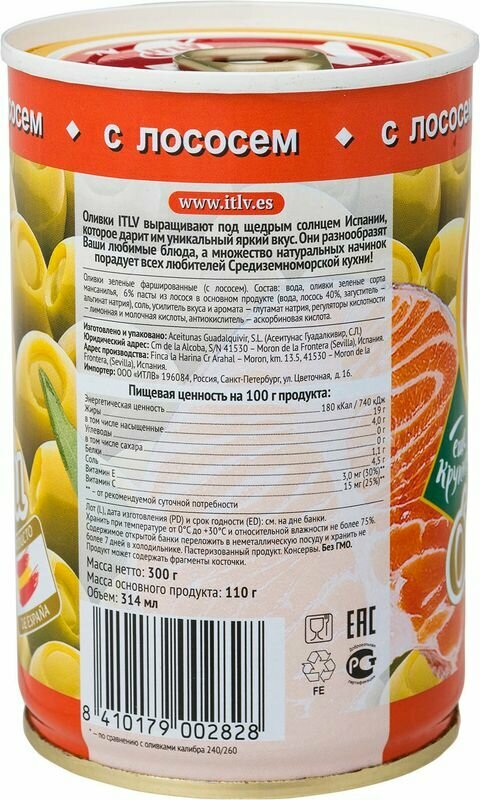 лососем ◆ с лососем ◆ с лососем
www.itlv.es
Оливки ITLV выращивают под щедрым солнцем Испании,
которое дарит им уникальный яркий вкус. Они разнообразят
Ваши любимые блюда, а множество натуральных начинок
порадует всех любителей Средиземноморской кухни!
Оливки зеленые фаршированные (с лососем). Состав: вода, оливки зеленые сорта
мансанилья, 6% пасты из лосося в основном продукте (вода, лосось 40%, загуститель –
альгинат натрия), соль, усилитель вкуса и аромата – глутамат натрия, регуляторы кислотности
– лимонная и молочная кислоты, антиокислитель – аскорбиновая кислота.
Изготовлено и упаковано: Aceitunas Guadalquivir, S.L. (Асеитунас Гуадалкивир, С.Л)
Юридический адрес: Cm de la Alcoba, S/N 41530 – Moron de la Frontera (Sevilla), Испания.
Адрес производства: Finca la Harina Cr Arahal – Moron, km. 13.5, 41530 – Moron de la
Frontera, (Sevilla), Испания.
Импортер: ООО «ИТЛВ» 196084, Россия, Санкт-Петербург, ул. Цветочная, д. 16.
Пищевая ценность на 100 г продукта:
Энергетическая ценность 180 кКал / 740 кДж
Жиры 19 г
в том числе насыщенные 4,0 г
Углеводы 0 г
в том числе сахара 0 г
Белки 1,1 г
Соль 4,5 г
Витамин Е 3,0 мг (30%)**
Витамин С 15 мг (25%)**
** – от рекомендуемой суточной потребности
Лот (L), дата изготовления (PD) и срок годности (ED): см. на дне банки.
Хранить при температуре от 0°С до +30°С и относительной влажности не более 75%.
Содержимое открытой банки переложить в неметаллическую посуду и хранить не
более 7 дней в холодильнике. Пастеризованный продукт. Консервы. Без ГМО.
Продукт может содержать фрагменты косточки.
Масса нетто: 300 г
Масса основного продукта: 110 г
Объем: 314 мл
DE ESPAÑA
EAC
FE
8 410179 002828
* – по сравнению с оливками калибра 240/260